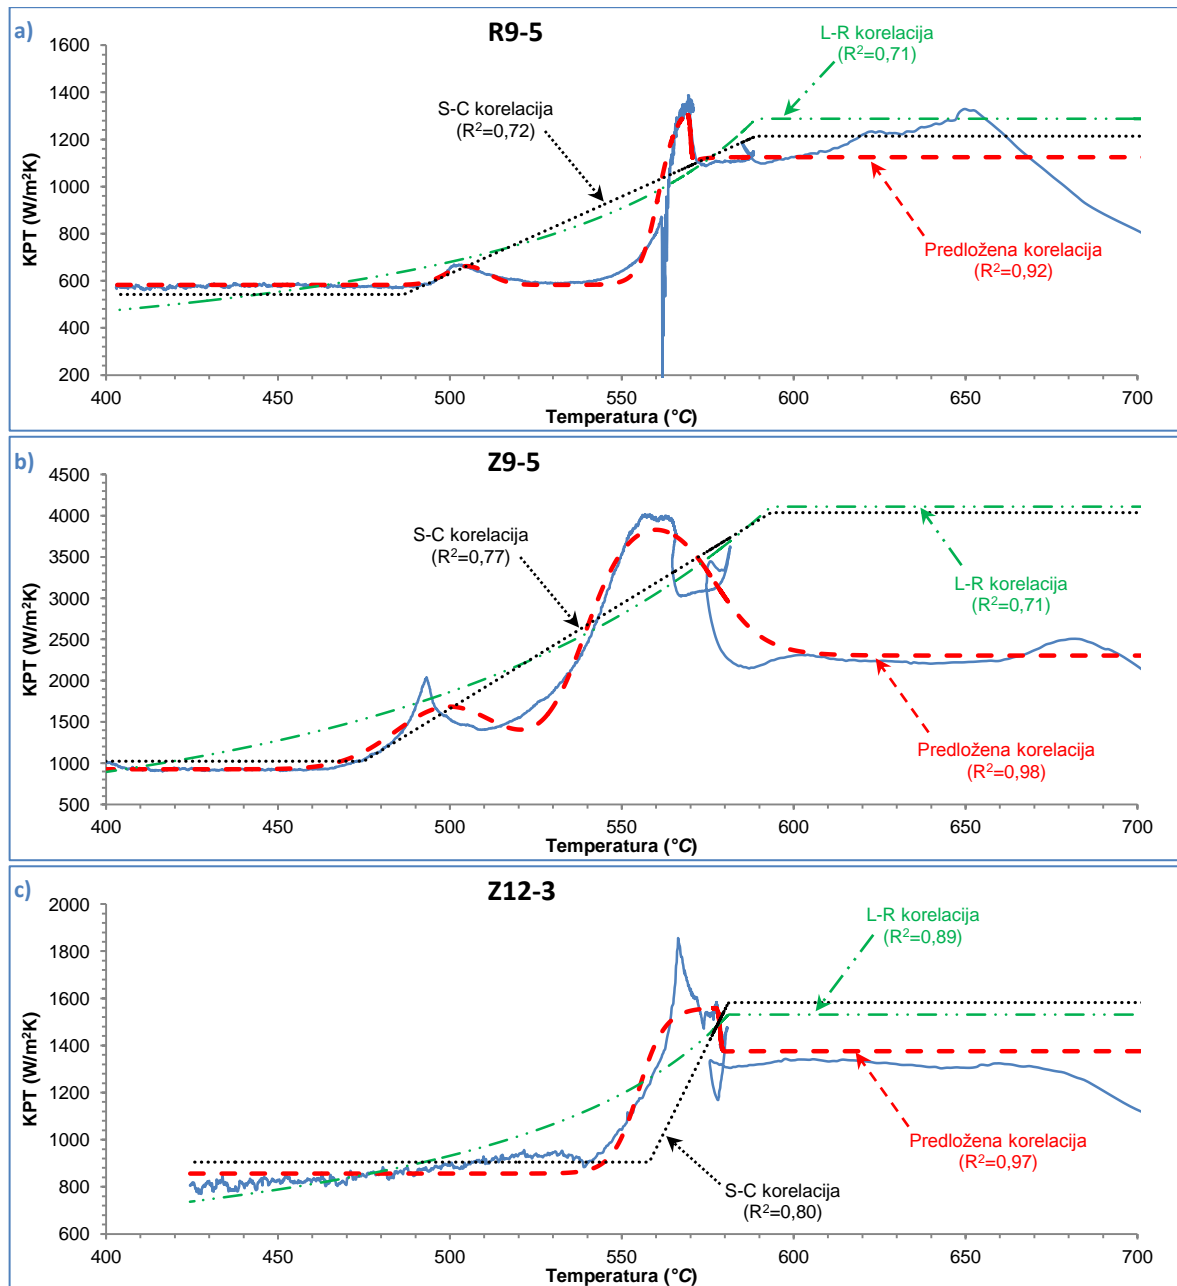 a)
R9-5
1600
1400
1200
1000
800
600
400
200
KPT (W/m²K)
L-R korelacija
(R²=0,71)
S-C korelacija
(R²=0,72)
Predložena korelacija
(R²=0,92)
400 450 500 550 600 650 700
Temperatura (°C)
b)
Z9-5
4500
4000
3500
3000
2500
2000
1500
1000
500
KPT (W/m²K)
S-C korelacija
(R²=0,77)
L-R korelacija
(R²=0,71)
Predložena korelacija
(R²=0,98)
400 450 500 550 600 650 700
Temperatura (°C)
c)
Z12-3
2000
1800
1600
1400
1200
1000
800
600
KPT (W/m²K)
L-R korelacija
(R²=0,89)
Predložena korelacija
(R²=0,97)
S-C korelacija
(R²=0,80)
400 450 500 550 600 650 700
Temperatura (°C)